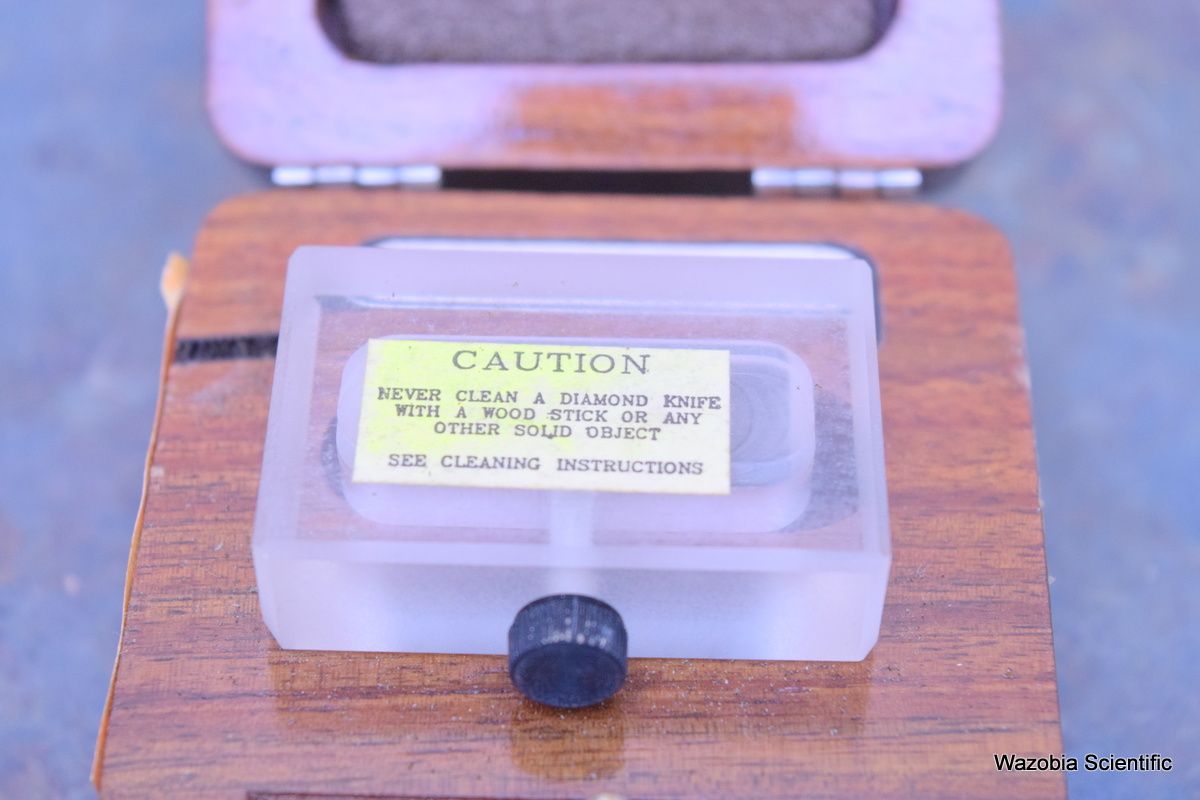 CAUTION
NEVER CLEAN A DIAMOND KNIFE
WITH A WOOD STICK OR ANY
OTHER SOLID OBJECT
SEE CLEANING INSTRUCTIONS
Wazobia Scientific